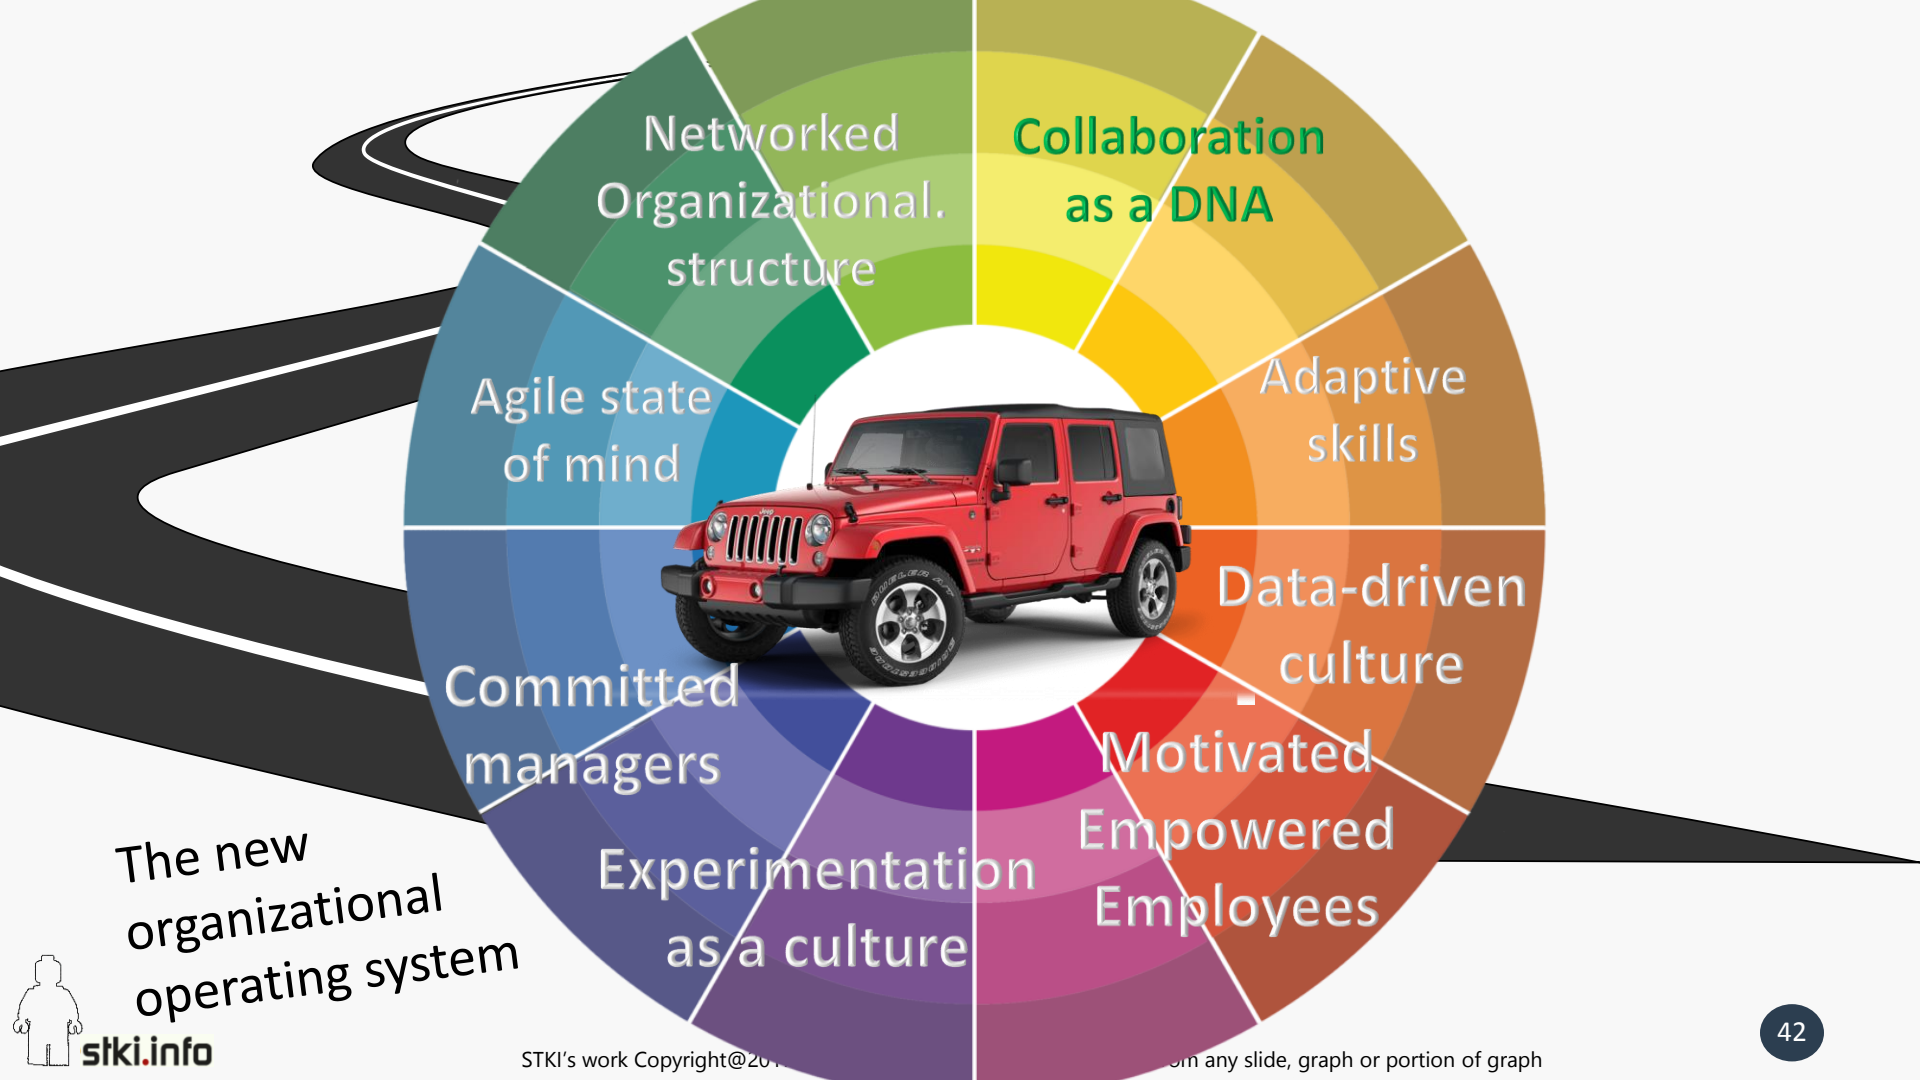 Networked
Organizational.
structure
Collaboration
as a DNA
Agile state
of mind
Adaptive
skills
Data-driven
culture
Committed
managers
Motivated
Empowered
Employees
Experimentation
as a culture
The new
organizational
operating system
stki.info
STKI's work Copyright@
any slide, graph or portion of graph
42
Jeep